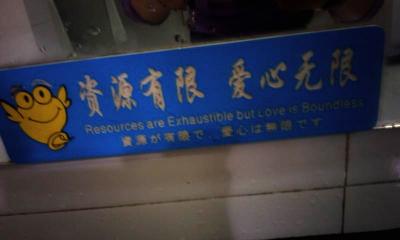 资源有限 爱心无限
Resources are Exhaustible but Love is Boundless
資源が有限で、愛心は無限です